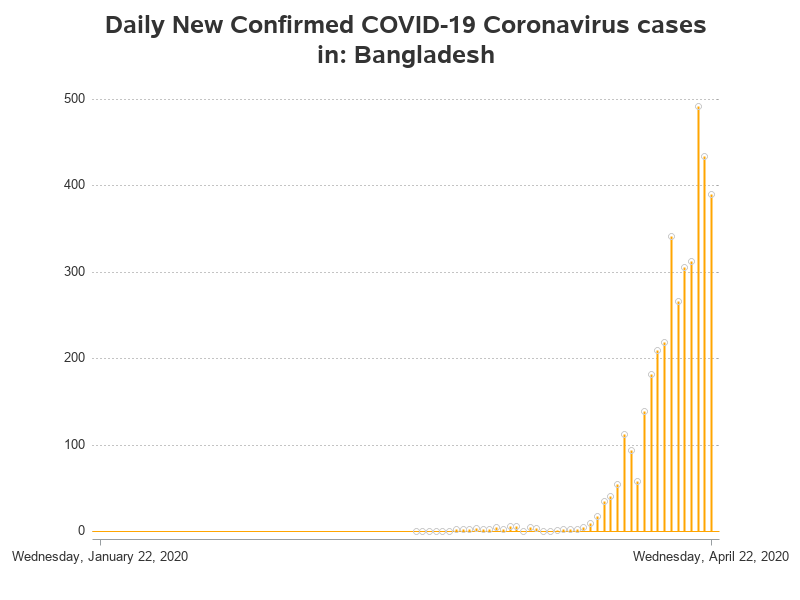 Daily New Confirmed COVID-19 Coronavirus cases
in: Bangladesh
500
400
300
200
100
0
Wednesday, January 22, 2020
Wednesday, April 22, 2020